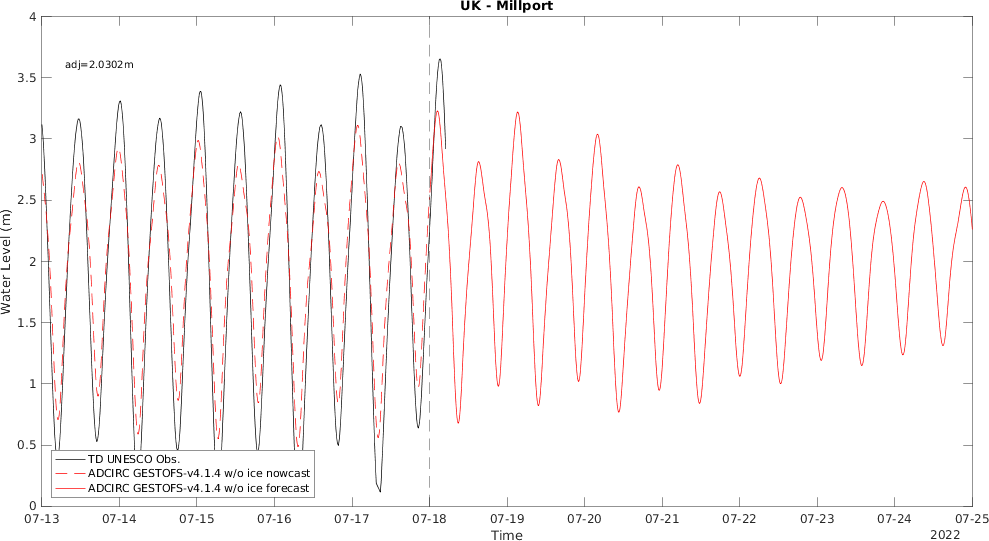 UK - Millport
4
adj=2.0302m
3.5
3
2.5
2
1.5
1
0.5
0
Water Level (m)
TD UNESCO Obs.
ADCIRC GESTOFS-v4.1.4 w/o ice nowcast
ADCIRC GESTOFS-v4.1.4 w/o ice forecast
07-13 07-14 07-15 07-16 07-17 07-18 07-19 07-20 07-21 07-22 07-23 07-24 07-25
Time
2022